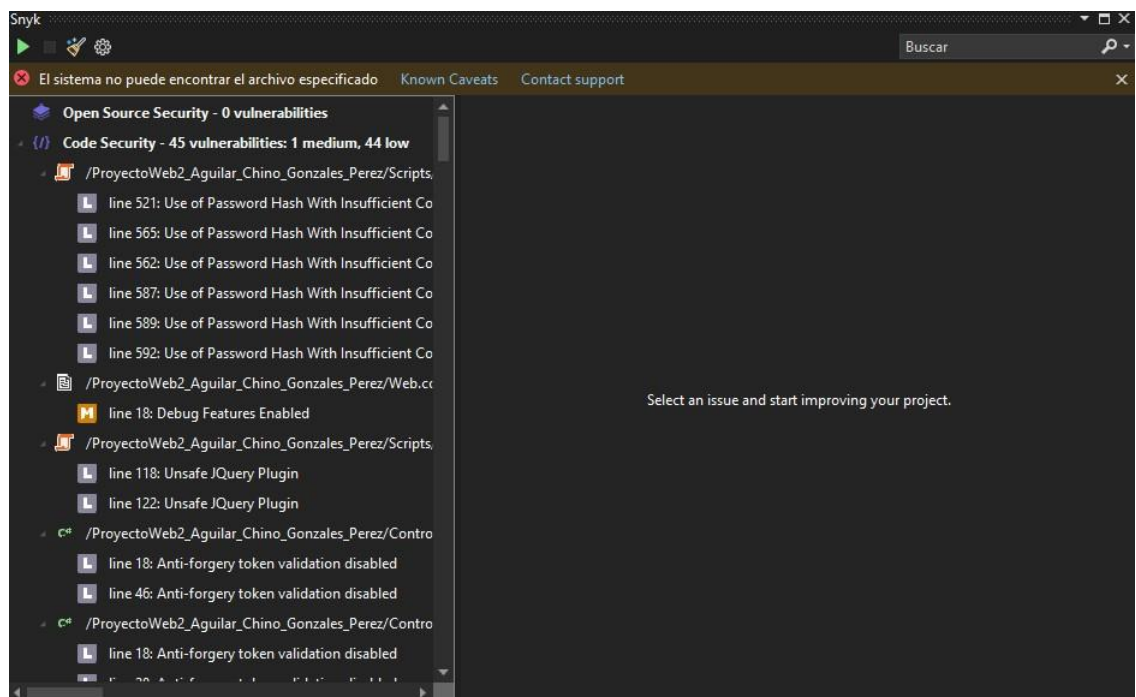 Snyk
Buscar
El sistema no puede encontrar el archivo especificado Known Caveats Contact support
Open Source Security - 0 vulnerabilities
Code Security - 45 vulnerabilities: 1 medium, 44 low
/ProyectoWeb2_Aguilar_Chino_Gonzales_Perez/Scripts/
L line 521: Use of Password Hash With Insufficient Co
L line 565: Use of Password Hash With Insufficient Co
L line 562: Use of Password Hash With Insufficient Co
L line 587: Use of Password Hash With Insufficient Co
L line 589: Use of Password Hash With Insufficient Co
L line 592: Use of Password Hash With Insufficient Co
/ProyectoWeb2_Aguilar_Chino_Gonzales_Perez/Web.co
M line 18: Debug Features Enabled
/ProyectoWeb2_Aguilar_Chino_Gonzales_Perez/Scripts/
L line 118: Unsafe JQuery Plugin
L line 122: Unsafe JQuery Plugin
C# /ProyectoWeb2_Aguilar_Chino_Gonzales_Perez/Contro
L line 18: Anti-forgery token validation disabled
L line 46: Anti-forgery token validation disabled
C# /ProyectoWeb2_Aguilar_Chino_Gonzales_Perez/Contro
L line 18: Anti-forgery token validation disabled
Select an issue and start improving your project.